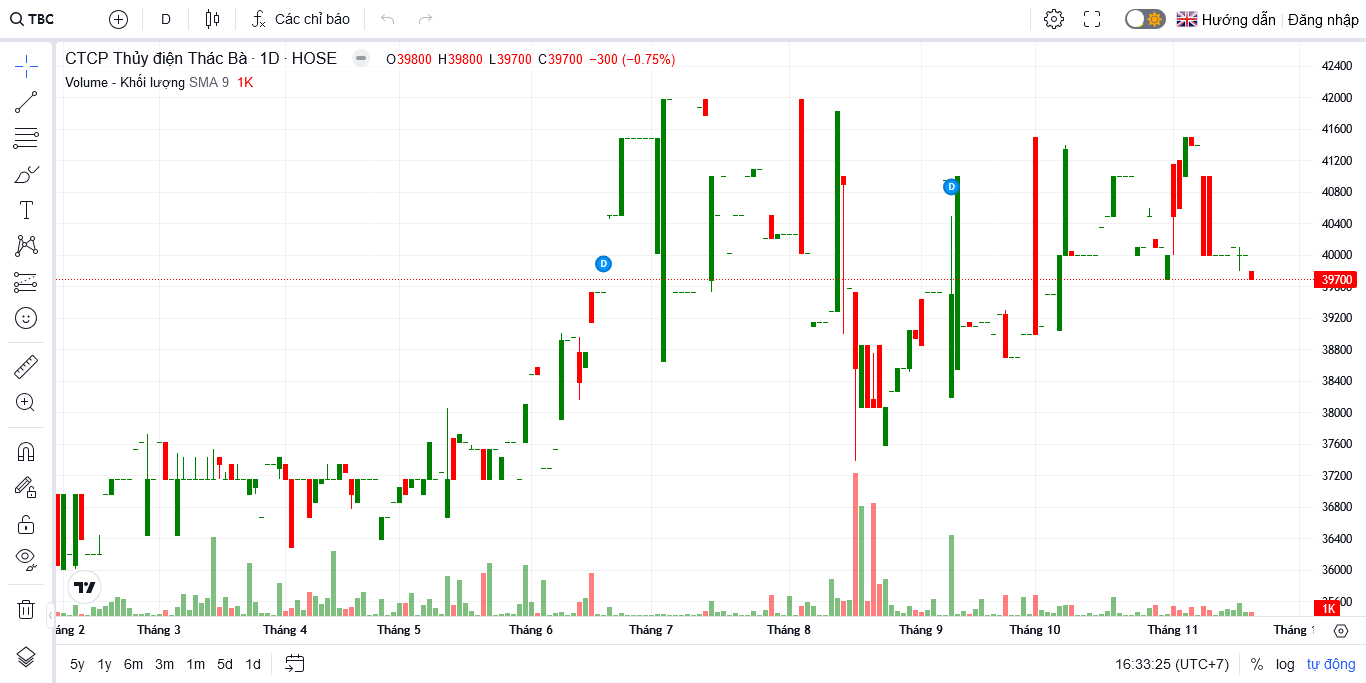 TBC D Các chỉ báo Hướng dẫn Đăng nhập
CTCP Thủy điện Thác Bà · 1D · HOSE O39800 H39800 L39700 C39700 −300 (−0.75%)
Volume - Khối lượng SMA 9 1K
42400
42000
41600
41200
40800
40400
40000
39700
39600
39200
38800
38400
38000
37600
37200
36800
36400
36000
35600
1K
D
D
áng 2 Tháng 3 Tháng 4 Tháng 5 Tháng 6 Tháng 7 Tháng 8 Tháng 9 Tháng 10 Tháng 11 Tháng 1
5y 1y 6m 3m 1m 5d 1d 16:33:25 (UTC+7) % log tự động